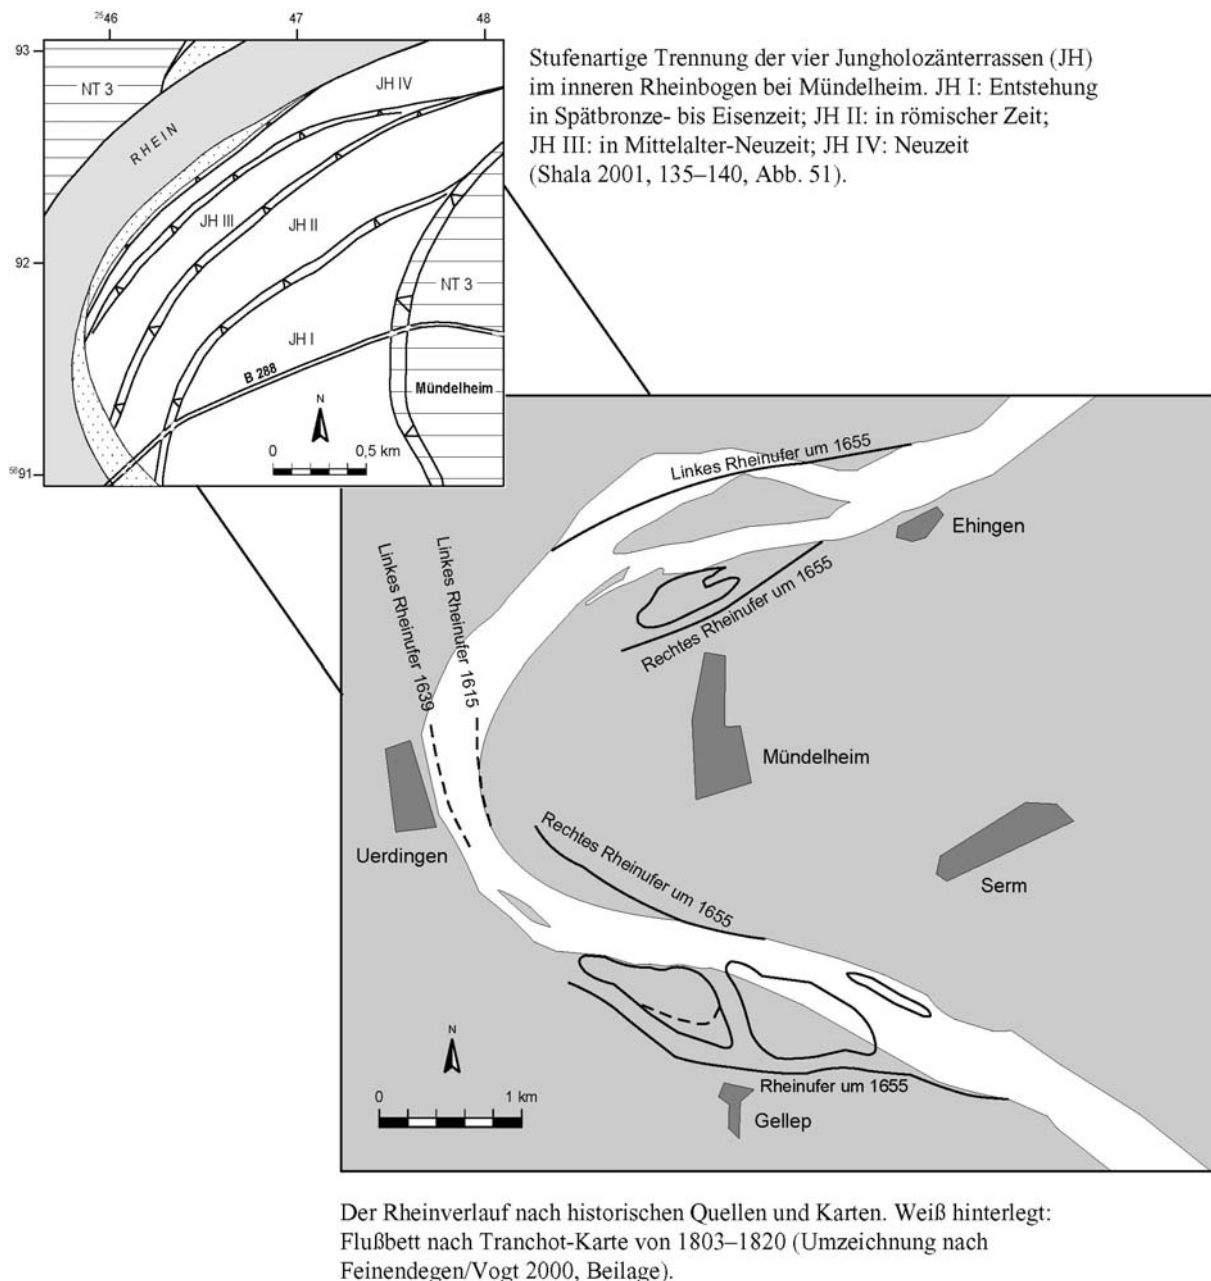 ²⁵46 47 48
93
92
⁵⁶91
NT 3
RHEIN
JH IV
JH III
JH II
NT 3
JH I
B 288
Mündelheim
N
0 0,5 km
Stufenartige Trennung der vier Jungholozänterrassen (JH)
im inneren Rheinbogen bei Mündelheim. JH I: Entstehung
in Spätbronze- bis Eisenzeit; JH II: in römischer Zeit;
JH III: in Mittelalter-Neuzeit; JH IV: Neuzeit
(Shala 2001, 135–140, Abb. 51).
Linkes Rheinufer um 1655
Ehingen
Linkes Rheinufer 1639
Linkes Rheinufer 1615
Rechtes Rheinufer um 1655
Mündelheim
Uerdingen
Rechtes Rheinufer um 1655
Serm
N
0 1 km
Rheinufer um 1655
Gellep
Der Rheinverlauf nach historischen Quellen und Karten. Weiß hinterlegt:
Flußbett nach Tranchot-Karte von 1803–1820 (Umzeichnung nach
Feinendegen/Vogt 2000, Beilage).